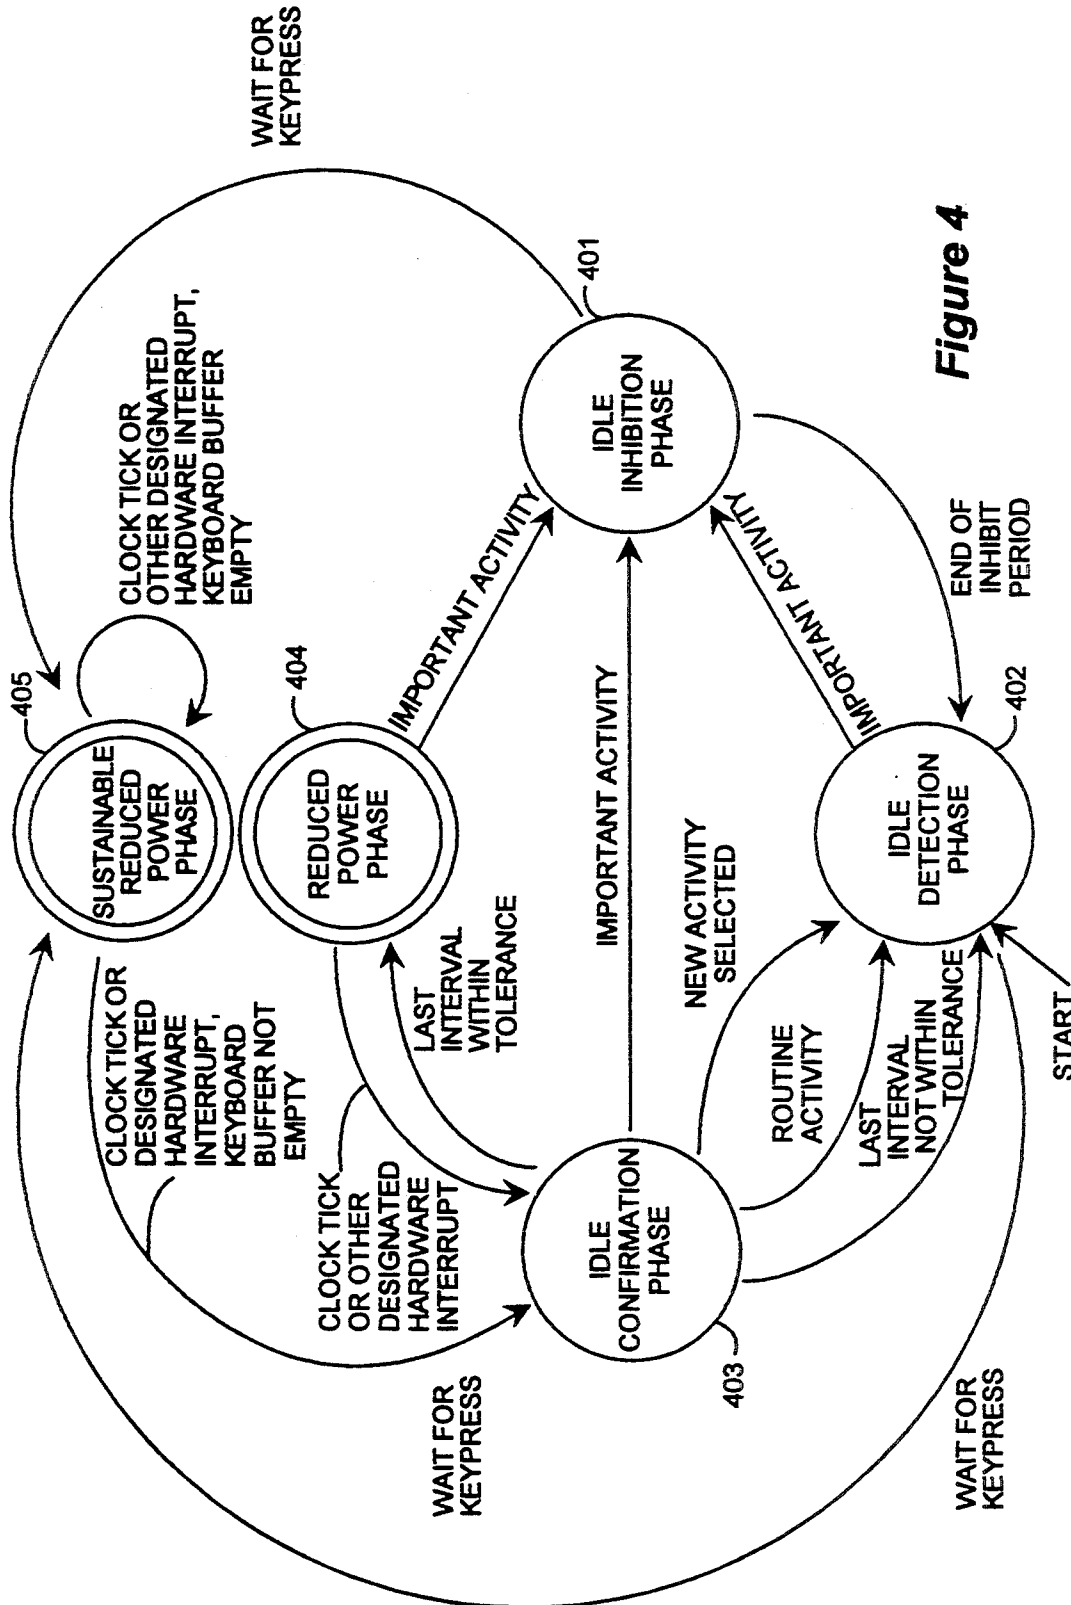 WAIT FOR
KEYPRESS
405
SUSTAINABLE
REDUCED
POWER
PHASE
CLOCK TICK OR
OTHER DESIGNATED
HARDWARE INTERRUPT,
KEYBOARD BUFFER
EMPTY
CLOCK TICK OR
DESIGNATED
HARDWARE
INTERRUPT,
KEYBOARD
BUFFER NOT
EMPTY
404
REDUCED
POWER
PHASE
IMPORTANT ACTIVITY
CLOCK TICK
OR OTHER
DESIGNATED
HARDWARE
INTERRUPT
LAST
INTERVAL
WITHIN
TOLERANCE
401
IDLE
INHIBITION
PHASE
WAIT FOR
KEYPRESS
IDLE
CONFIRMATION
PHASE
403
IMPORTANT ACTIVITY
IMPORTANT ACTIVITY
NEW ACTIVITY
SELECTED
ROUTINE
ACTIVITY
LAST
INTERVAL
NOT WITHIN
TOLERANCE
IDLE
DETECTION
PHASE
402
END OF
INHIBIT
PERIOD
WAIT FOR
KEYPRESS
START
Figure 4